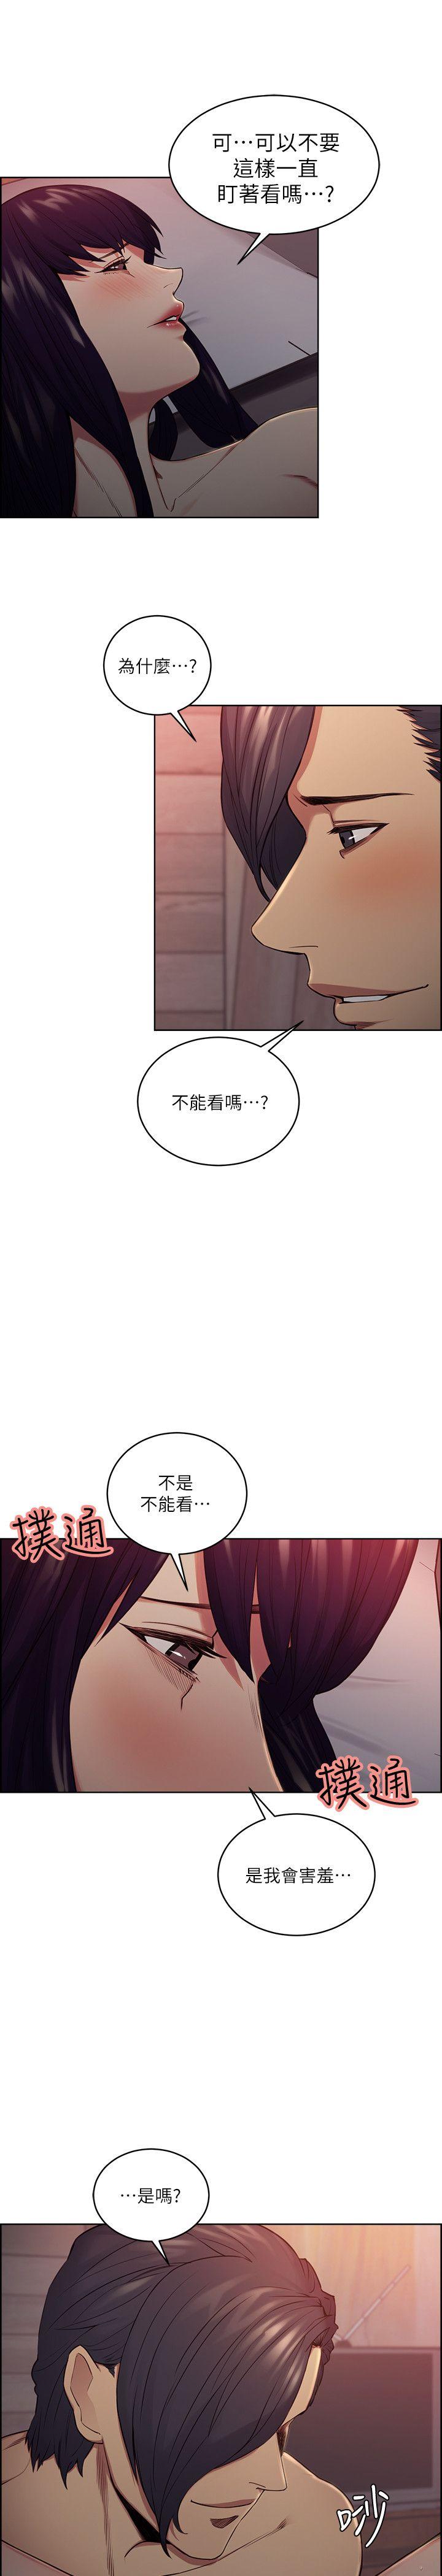 可⋯可以不要
這樣一直
盯著看嗎⋯?
為什麼⋯?
不能看嗎⋯?
不是
不能看⋯
撲通
撲通
是我會害羞⋯
⋯是嗎?
唦